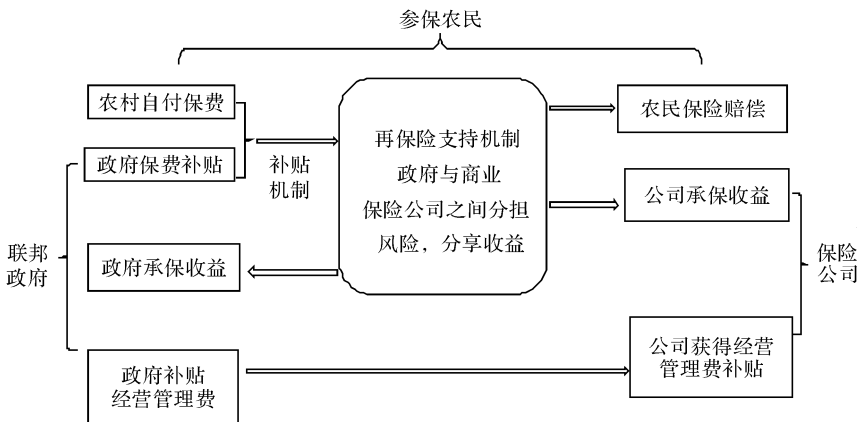 参保农民
农村自付保费
农民保险赔偿
再保险支持机制
政府与商业
保险公司之间分担
风险，分享收益
政府保费补贴
补贴
机制
公司承保收益
联邦
政府
政府承保收益
保险
公司
政府补贴
经营管理费
公司获得经营
管理费补贴